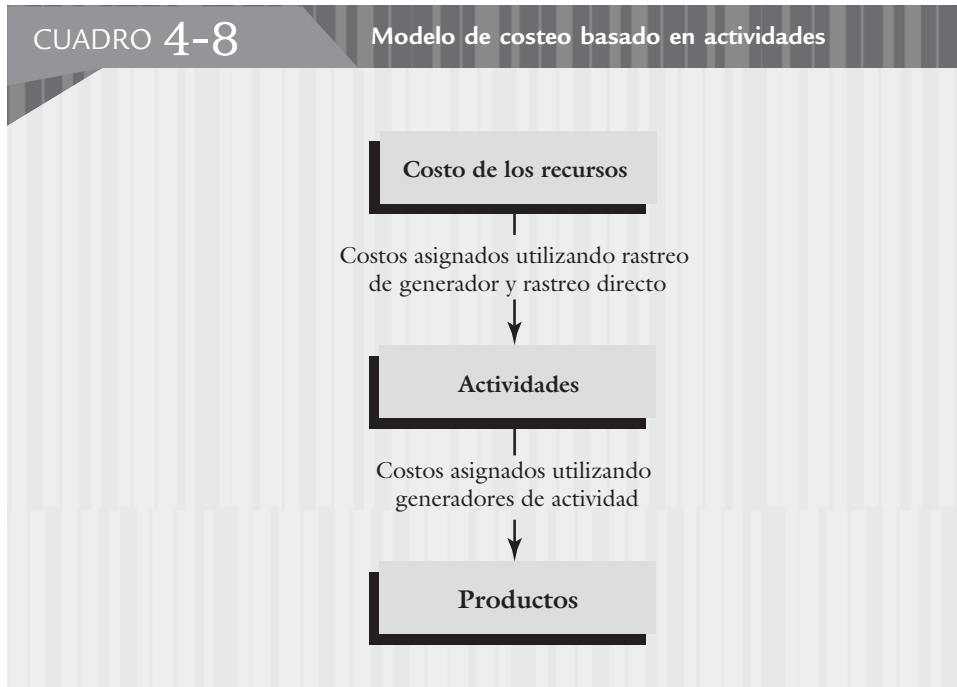 CUADRO 4-8
Modelo de costeo basado en actividades
Costo de los recursos
Costos asignados utilizando rastreo
de generador y rastreo directo
Actividades
Costos asignados utilizando
generadores de actividad
Productos